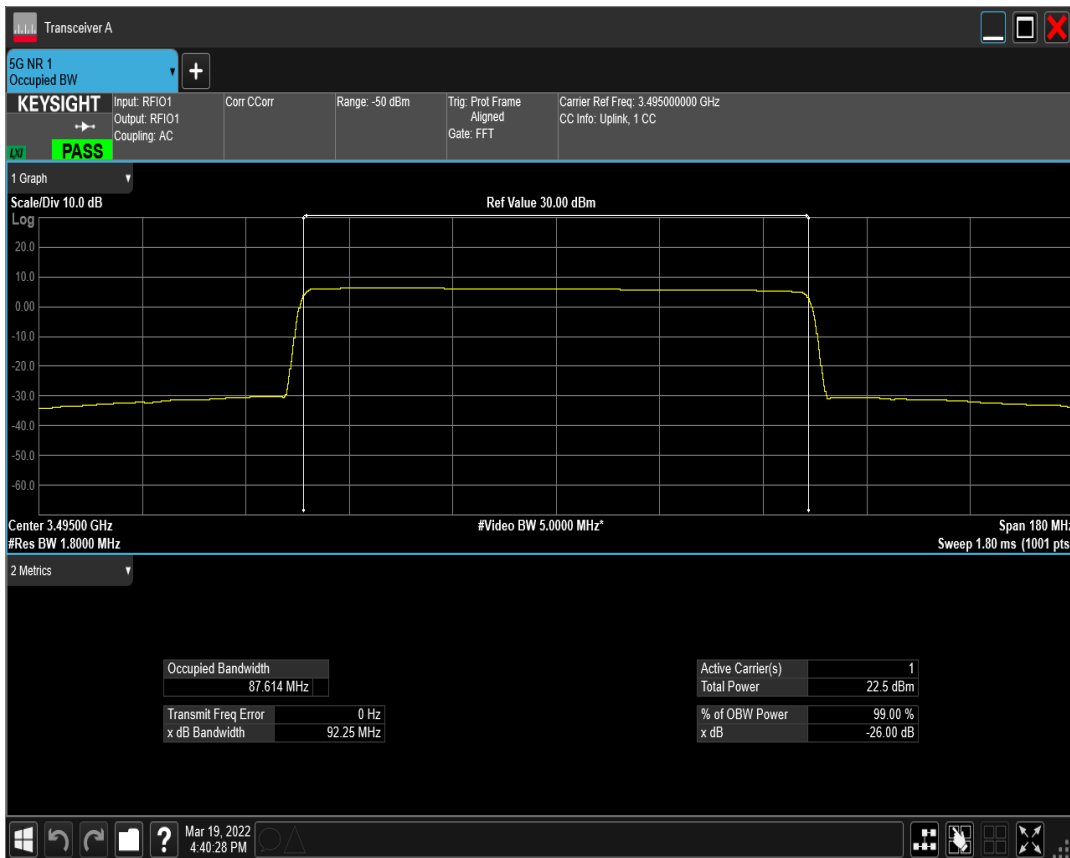 Transceiver A
5G NR 1
Occupied BW
+
KEYSIGHT
LXI
PASS
Input: RFIO1
Output: RFIO1
Coupling: AC
Corr CCorr
Range: -50 dBm
Trig: Prot Frame
Aligned
Gate: FFT
Carrier Ref Freq: 3.495000000 GHz
CC Info: Uplink, 1 CC
1 Graph
Scale/Div 10.0 dB
Ref Value 30.00 dBm
Log
20.0
10.0
0.00
-10.0
-20.0
-30.0
-40.0
-50.0
-60.0
Center 3.49500 GHz
#Video BW 5.0000 MHz*
Span 180 MHz
#Res BW 1.8000 MHz
Sweep 1.80 ms (1001 pts
2 Metrics
Occupied Bandwidth
87.614 MHz
Transmit Freq Error 0 Hz
x dB Bandwidth 92.25 MHz
Active Carrier(s) 1
Total Power 22.5 dBm
% of OBW Power 99.00 %
x dB -26.00 dB
?
Mar 19, 2022
4:40:28 PM